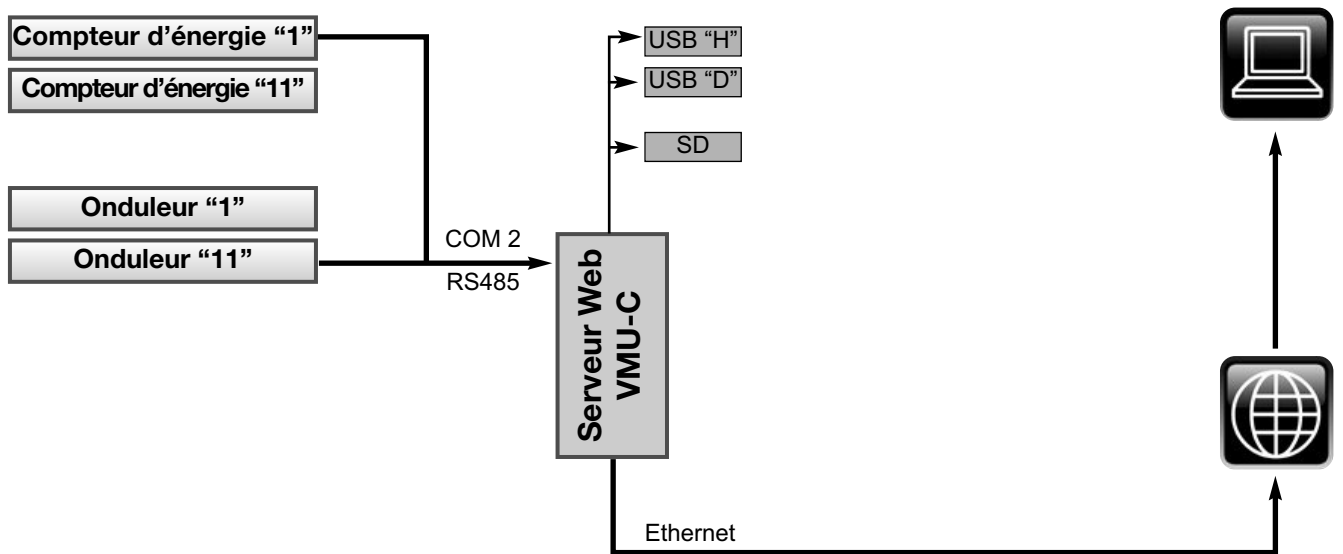 Compteur d’énergie “1”
Compteur d’énergie “11”
Onduleur “1”
Onduleur “11”
COM 2
RS485
USB “H”
USB “D”
SD
Serveur Web
VMU-C
Ethernet